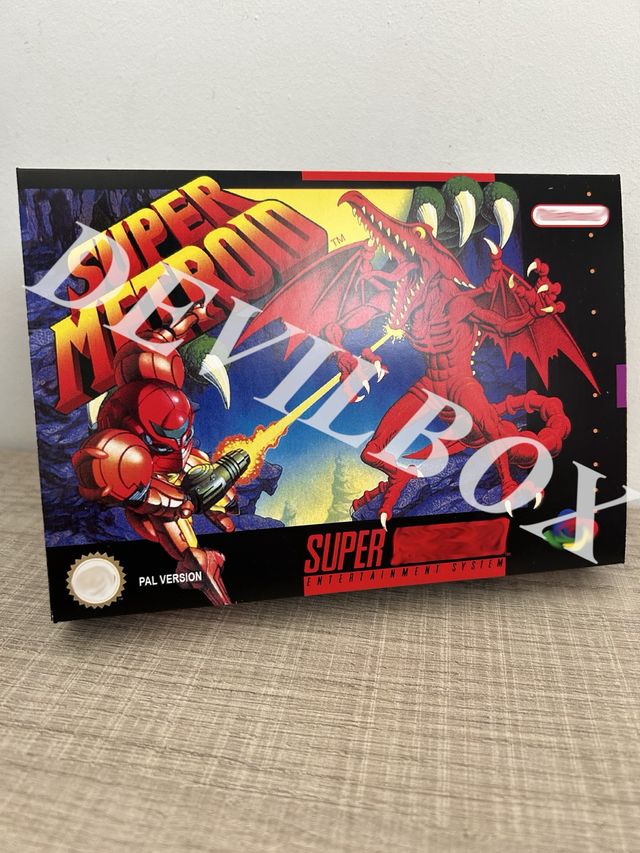 SUPER
METROID
TM
DEVILBOX
PAL VERSION
SUPER
ENTERTAINMENT SYSTEM